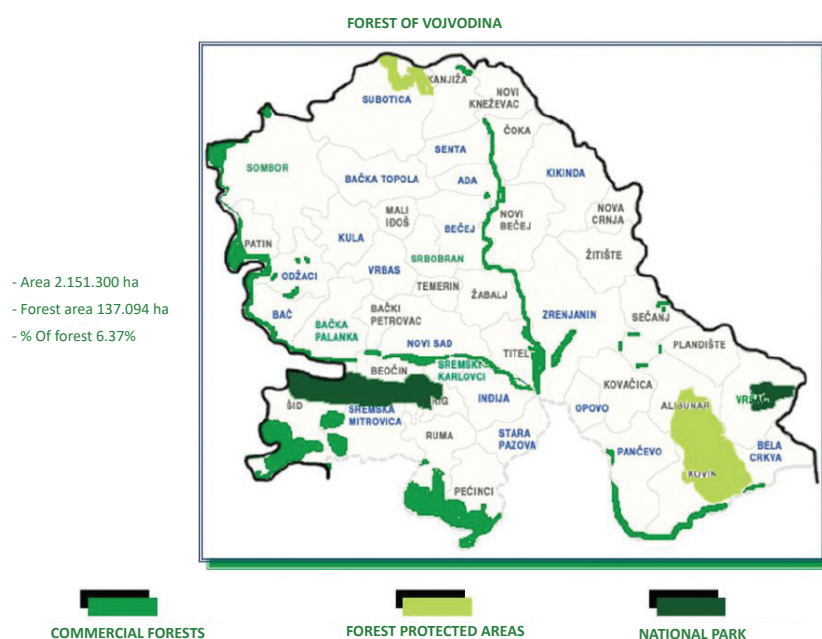 FOREST OF VOJVODINA
- Area 2.151.300 ha
- Forest area 137.094 ha
- % Of forest 6.37%
KANJIŽA
SUBOTICA
NOVI
KNEŽEVAC
ČOKA
SENTA
SOMBOR
BAČKA TOPOLA
ADA
KIKINDA
MALI
IĐOŠ
NOVI
BEČEJ
NOVA
CRNJA
PATIN
KULA
BEČEJ
SRBOBRAN
ŽITIŠTE
ODŽACI
VRBAS
TEMERIN
ŽABALJ
BAČ
BAČKI
PETROVAC
ZRENJANIN
SEČANJ
BAČKA
PALANKA
NOVI SAD
TITEL
PLANDIŠTE
BEOČIN
SREMSKI
KARLOVCI
KOVAČICA
ŠID
RIG
INĐIJA
OPOVO
ALIBUNAR
VRŠAC
SREMSKA
MITROVICA
RUMA
STARA
PAZOVA
PANČEVO
BELA
CRKVA
KOVIN
PEĆINCI
COMMERCIAL FORESTS
FOREST PROTECTED AREAS
NATIONAL PARK